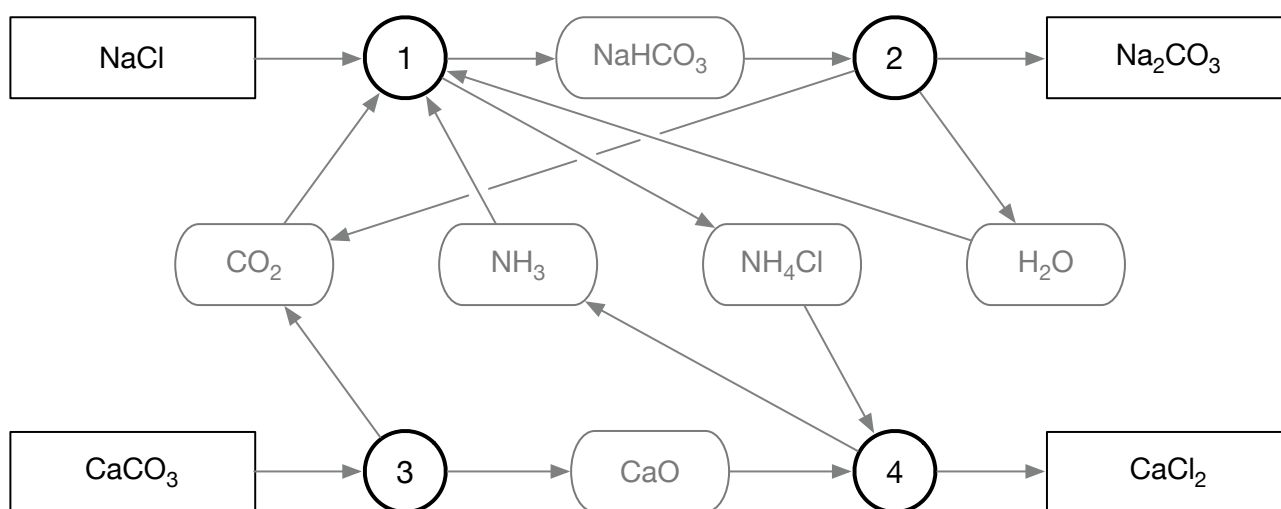 NaCl
1
NaHCO₃
2
Na₂CO₃
CO₂
NH₃
NH₄Cl
H₂O
CaCO₃
3
CaO
4
CaCl₂